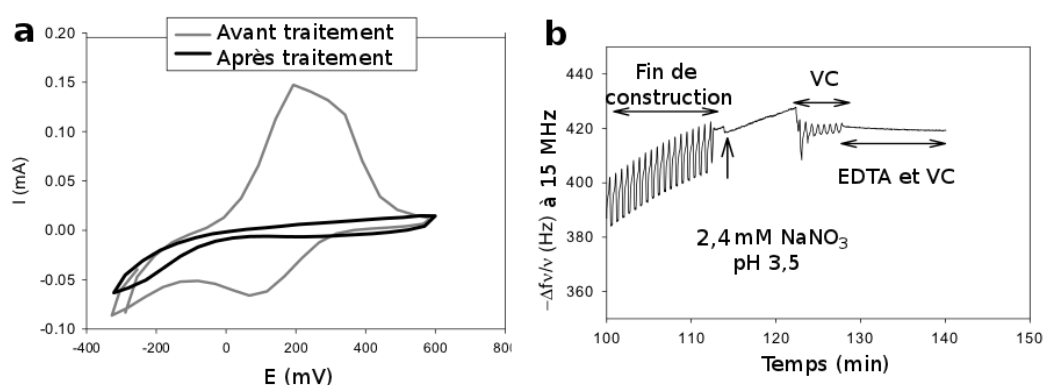 a
Avant traitement
Après traitement
0.20
0.15
0.10
0.05
0.00
-0.05
-0.10
I (mA)
-400
-200
0
200
400
600
800
E (mV)
b
Fin de
construction
VC
EDTA et VC
2,4 mM NaNO₃
pH 3,5
440
420
400
380
360
−Δfν/ν (Hz) à 15 MHz
100
110
120
130
140
150
Temps (min)